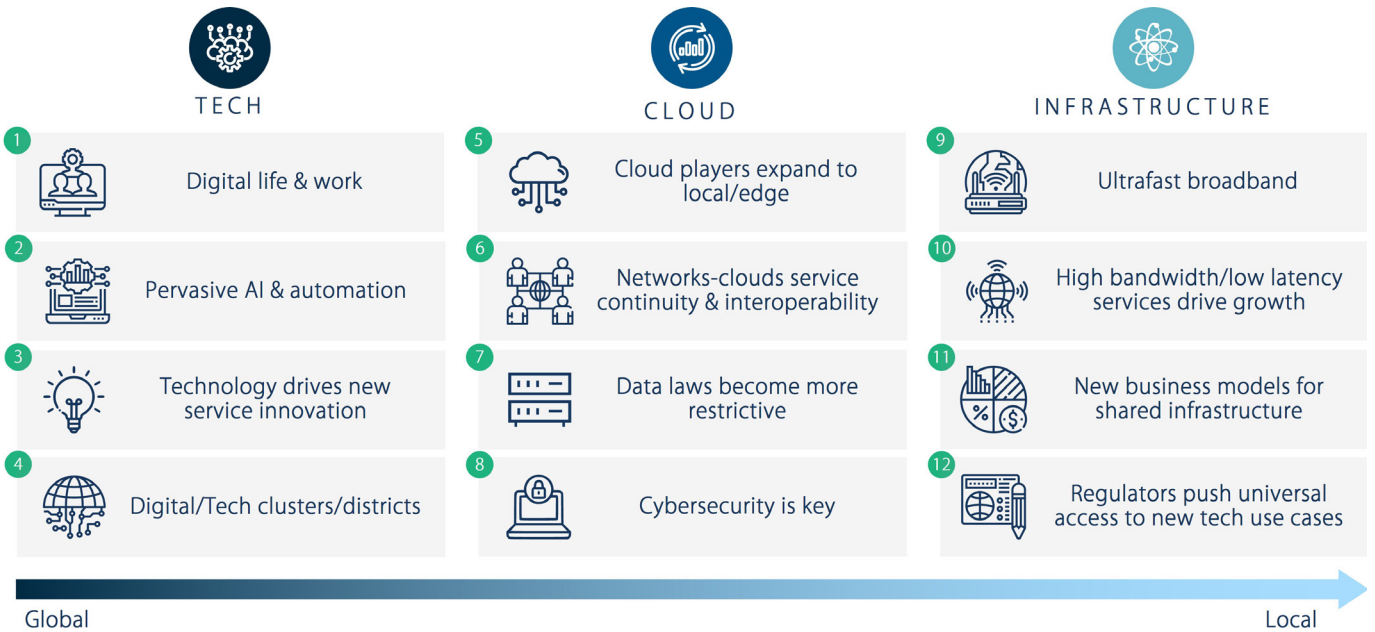 TECH
1
Digital life & work
2
Pervasive AI & automation
3
Technology drives new
service innovation
4
Digital/Tech clusters/districts
CLOUD
5
Cloud players expand to
local/edge
6
Networks-clouds service
continuity & interoperability
7
Data laws become more
restrictive
8
Cybersecurity is key
INFRASTRUCTURE
9
Ultrafast broadband
10
High bandwidth/low latency
services drive growth
11
%
$
New business models for
shared infrastructure
12
Regulators push universal
access to new tech use cases
Global
Local